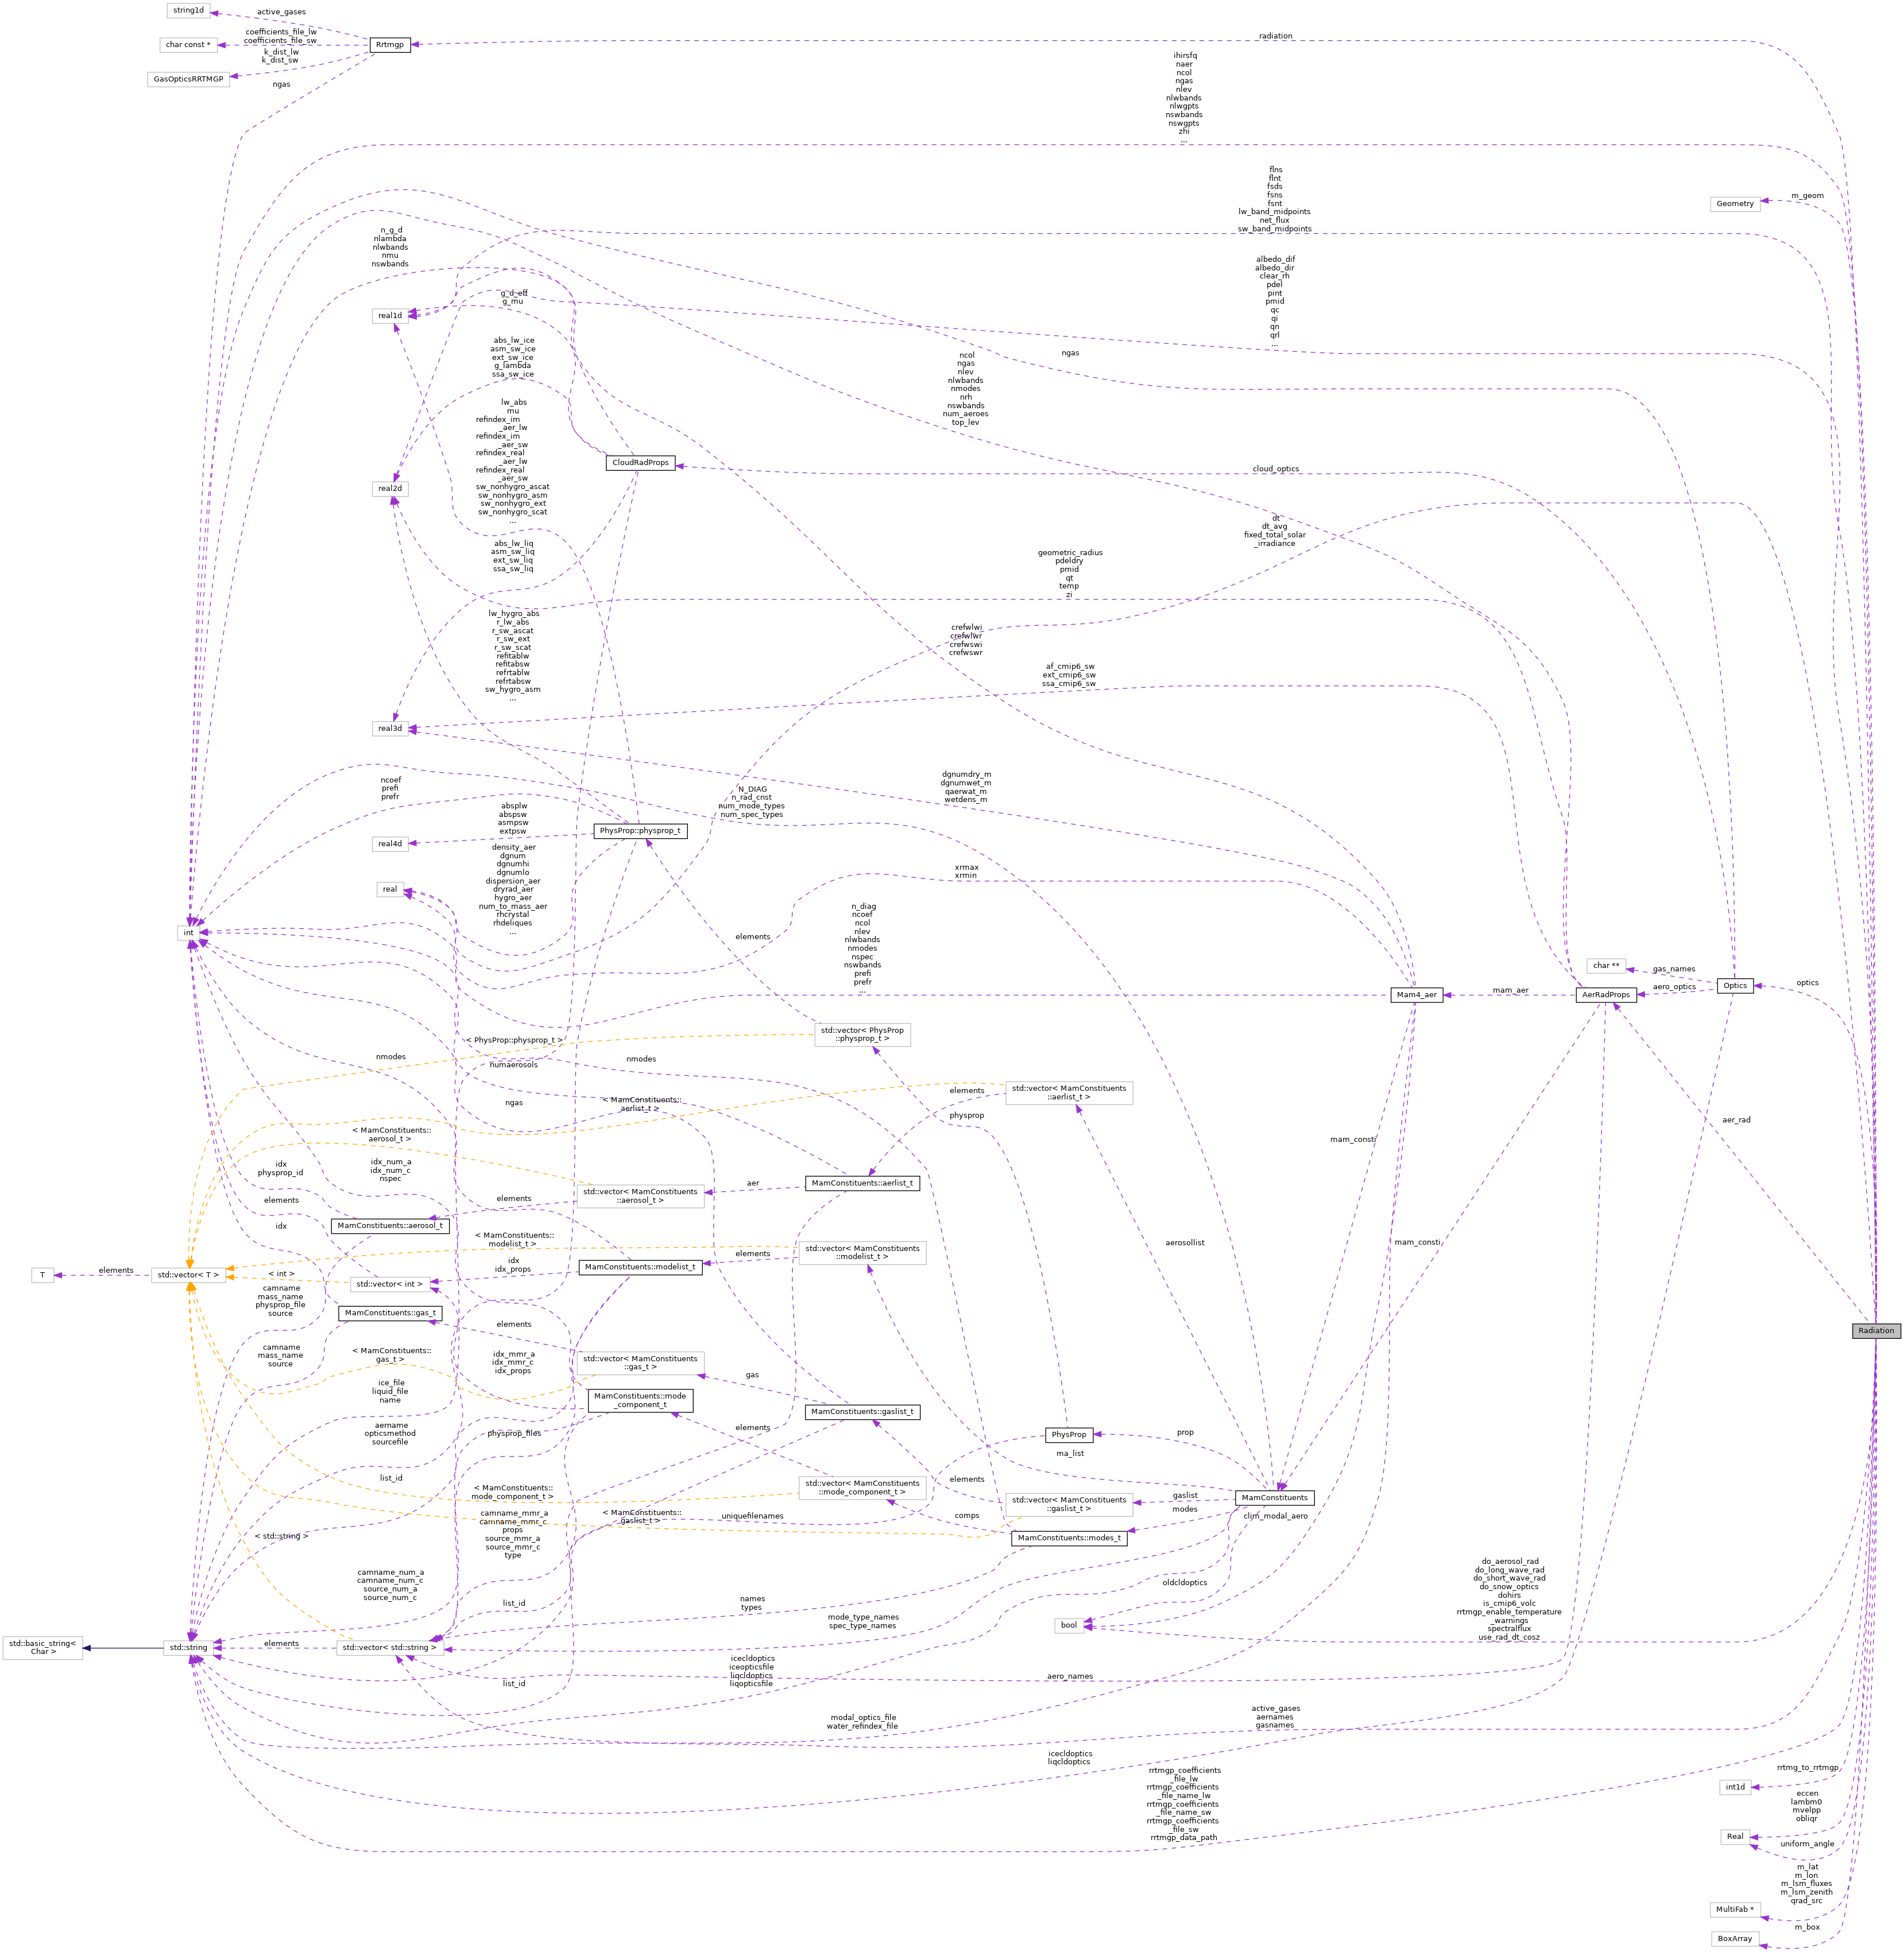 string1d
active_gases
char const *
coefficients_file_lw
coefficients_file_sw
Rrtmgp
radiation
GasOpticsRRTMGP
k_dist_lw
k_dist_sw
ngas
ihirsfq
naer
ncol
ngas
nlev
nlwbands
nlwgpts
nswbands
nswgpts
zhi
...
flns
flnt
fsds
fsns
fsnt
lw_band_midpoints
net_flux
sw_band_midpoints
Geometry
m_geom
n_g_d
nlambda
nlwbands
nmu
nswbands
albedo_dif
albedo_dir
clear_rh
pdel
pint
pmid
qc
qi
qn
qrl
...
real1d
g_d_eff
g_mu
abs_lw_ice
asm_sw_ice
ext_sw_ice
g_lambda
ssa_sw_ice
ncol
ngas
nlev
nlwbands
nmodes
nrh
nswbands
num_aeroes
top_lev
ngas
lw_abs
mu
refindex_im
_aer_lw
refindex_im
_aer_sw
refindex_real
_aer_lw
refindex_real
_aer_sw
sw_nonhygro_ascat
sw_nonhygro_asm
sw_nonhygro_ext
sw_nonhygro_scat
...
CloudRadProps
cloud_optics
real2d
dt
dt_avg
fixed_total_solar
_irradiance
abs_lw_liq
asm_sw_liq
ext_sw_liq
ssa_sw_liq
geometric_radius
pdeldry
pmid
qt
temp
zi
lw_hygro_abs
r_lw_abs
r_sw_ascat
r_sw_ext
r_sw_scat
refitablw
refitabsw
refrtablw
refrtabsw
sw_hygro_asm
...
crefwlwi
crefwlwr
crefwswi
crefwswr
af_cmip6_sw
ext_cmip6_sw
ssa_cmip6_sw
real3d
dgnumdry_m
dgnumwet_m
qaerwat_m
wetdens_m
ncoef
prefi
prefr
N_DIAG
n_rad_cnst
num_mode_types
num_spec_types
absplw
abspsw
asmpsw
extpsw
PhysProp::physprop_t
real4d
density_aer
dgnum
dgnumhi
dgnumlo
dispersion_aer
dryrad_aer
hygro_aer
num_to_mass_aer
rhcrystal
rhdeliques
...
real
xrmax
xrmin
int
elements
n_diag
ncoef
ncol
nlev
nlwbands
nmodes
nspec
nswbands
prefi
prefr
...
char **
gas_names
Optics
optics
aero_optics
AerRadProps
mam_aer
Mam4_aer
std::vector< PhysProp
::physprop_t >
< PhysProp::physprop_t >
nmodes
numaerosols
nmodes
std::vector< MamConstituents
::aerlist_t >
elements
< MamConstituents::
aerlist_t >
ngas
physprop
aer_rad
< MamConstituents::
aerosol_t >
mam_consti
idx
physprop_id
idx_num_a
idx_num_c
nspec
MamConstituents::aerlist_t
aer
std::vector< MamConstituents
::aerosol_t >
elements
elements
MamConstituents::aerosol_t
idx
< MamConstituents::
modelist_t >
std::vector< MamConstituents
::modelist_t >
elements
aerosollist
mam_consti
T
elements
std::vector< T >
< int >
std::vector< int >
idx
idx_props
MamConstituents::modelist_t
camname
mass_name
physprop_file
source
MamConstituents::gas_t
elements
Radiation
camname
mass_name
source
< MamConstituents::
gas_t >
idx_mmr_a
idx_mmr_c
idx_props
std::vector< MamConstituents
::gas_t >
gas
ice_file
liquid_file
name
MamConstituents::mode
_component_t
MamConstituents::gaslist_t
aername
opticsmethod
sourcefile
physprop_files
elements
PhysProp
prop
ma_list
list_id
< MamConstituents::
mode_component_t >
std::vector< MamConstituents
::mode_component_t >
elements
std::vector< MamConstituents
::gaslist_t >
gaslist
MamConstituents
modes
camname_mmr_a
camname_mmr_c
props
source_mmr_a
source_mmr_c
type
< MamConstituents::
gaslist_t >
uniquefilenames
comps
clim_modal_aero
MamConstituents::modes_t
< std::string >
camname_num_a
camname_num_c
source_num_a
source_num_c
oldcldoptics
do_aerosol_rad
do_long_wave_rad
do_short_wave_rad
do_snow_optics
dohirs
is_cmip6_volc
rrtmgp_enable_temperature
_warnings
spectralflux
use_rad_dt_cosz
list_id
names
types
mode_type_names
spec_type_names
bool
std::basic_string<
Char >
std::string
elements
std::vector< std::string >
list_id
icecldoptics
iceopticsfile
liqcldoptics
liqopticsfile
aero_names
modal_optics_file
water_refindex_file
active_gases
aernames
gasnames
icecldoptics
liqcldoptics
rrtmgp_coefficients
_file_lw
rrtmgp_coefficients
_file_name_lw
rrtmgp_coefficients
_file_name_sw
rrtmgp_coefficients
_file_sw
rrtmgp_data_path
rrtmg_to_rrtmgp
int1d
eccen
lambm0
mvelpp
obliqr
Real
uniform_angle
m_lat
m_lon
m_lsm_fluxes
m_lsm_zenith
qrad_src
MultiFab *
m_box
BoxArray